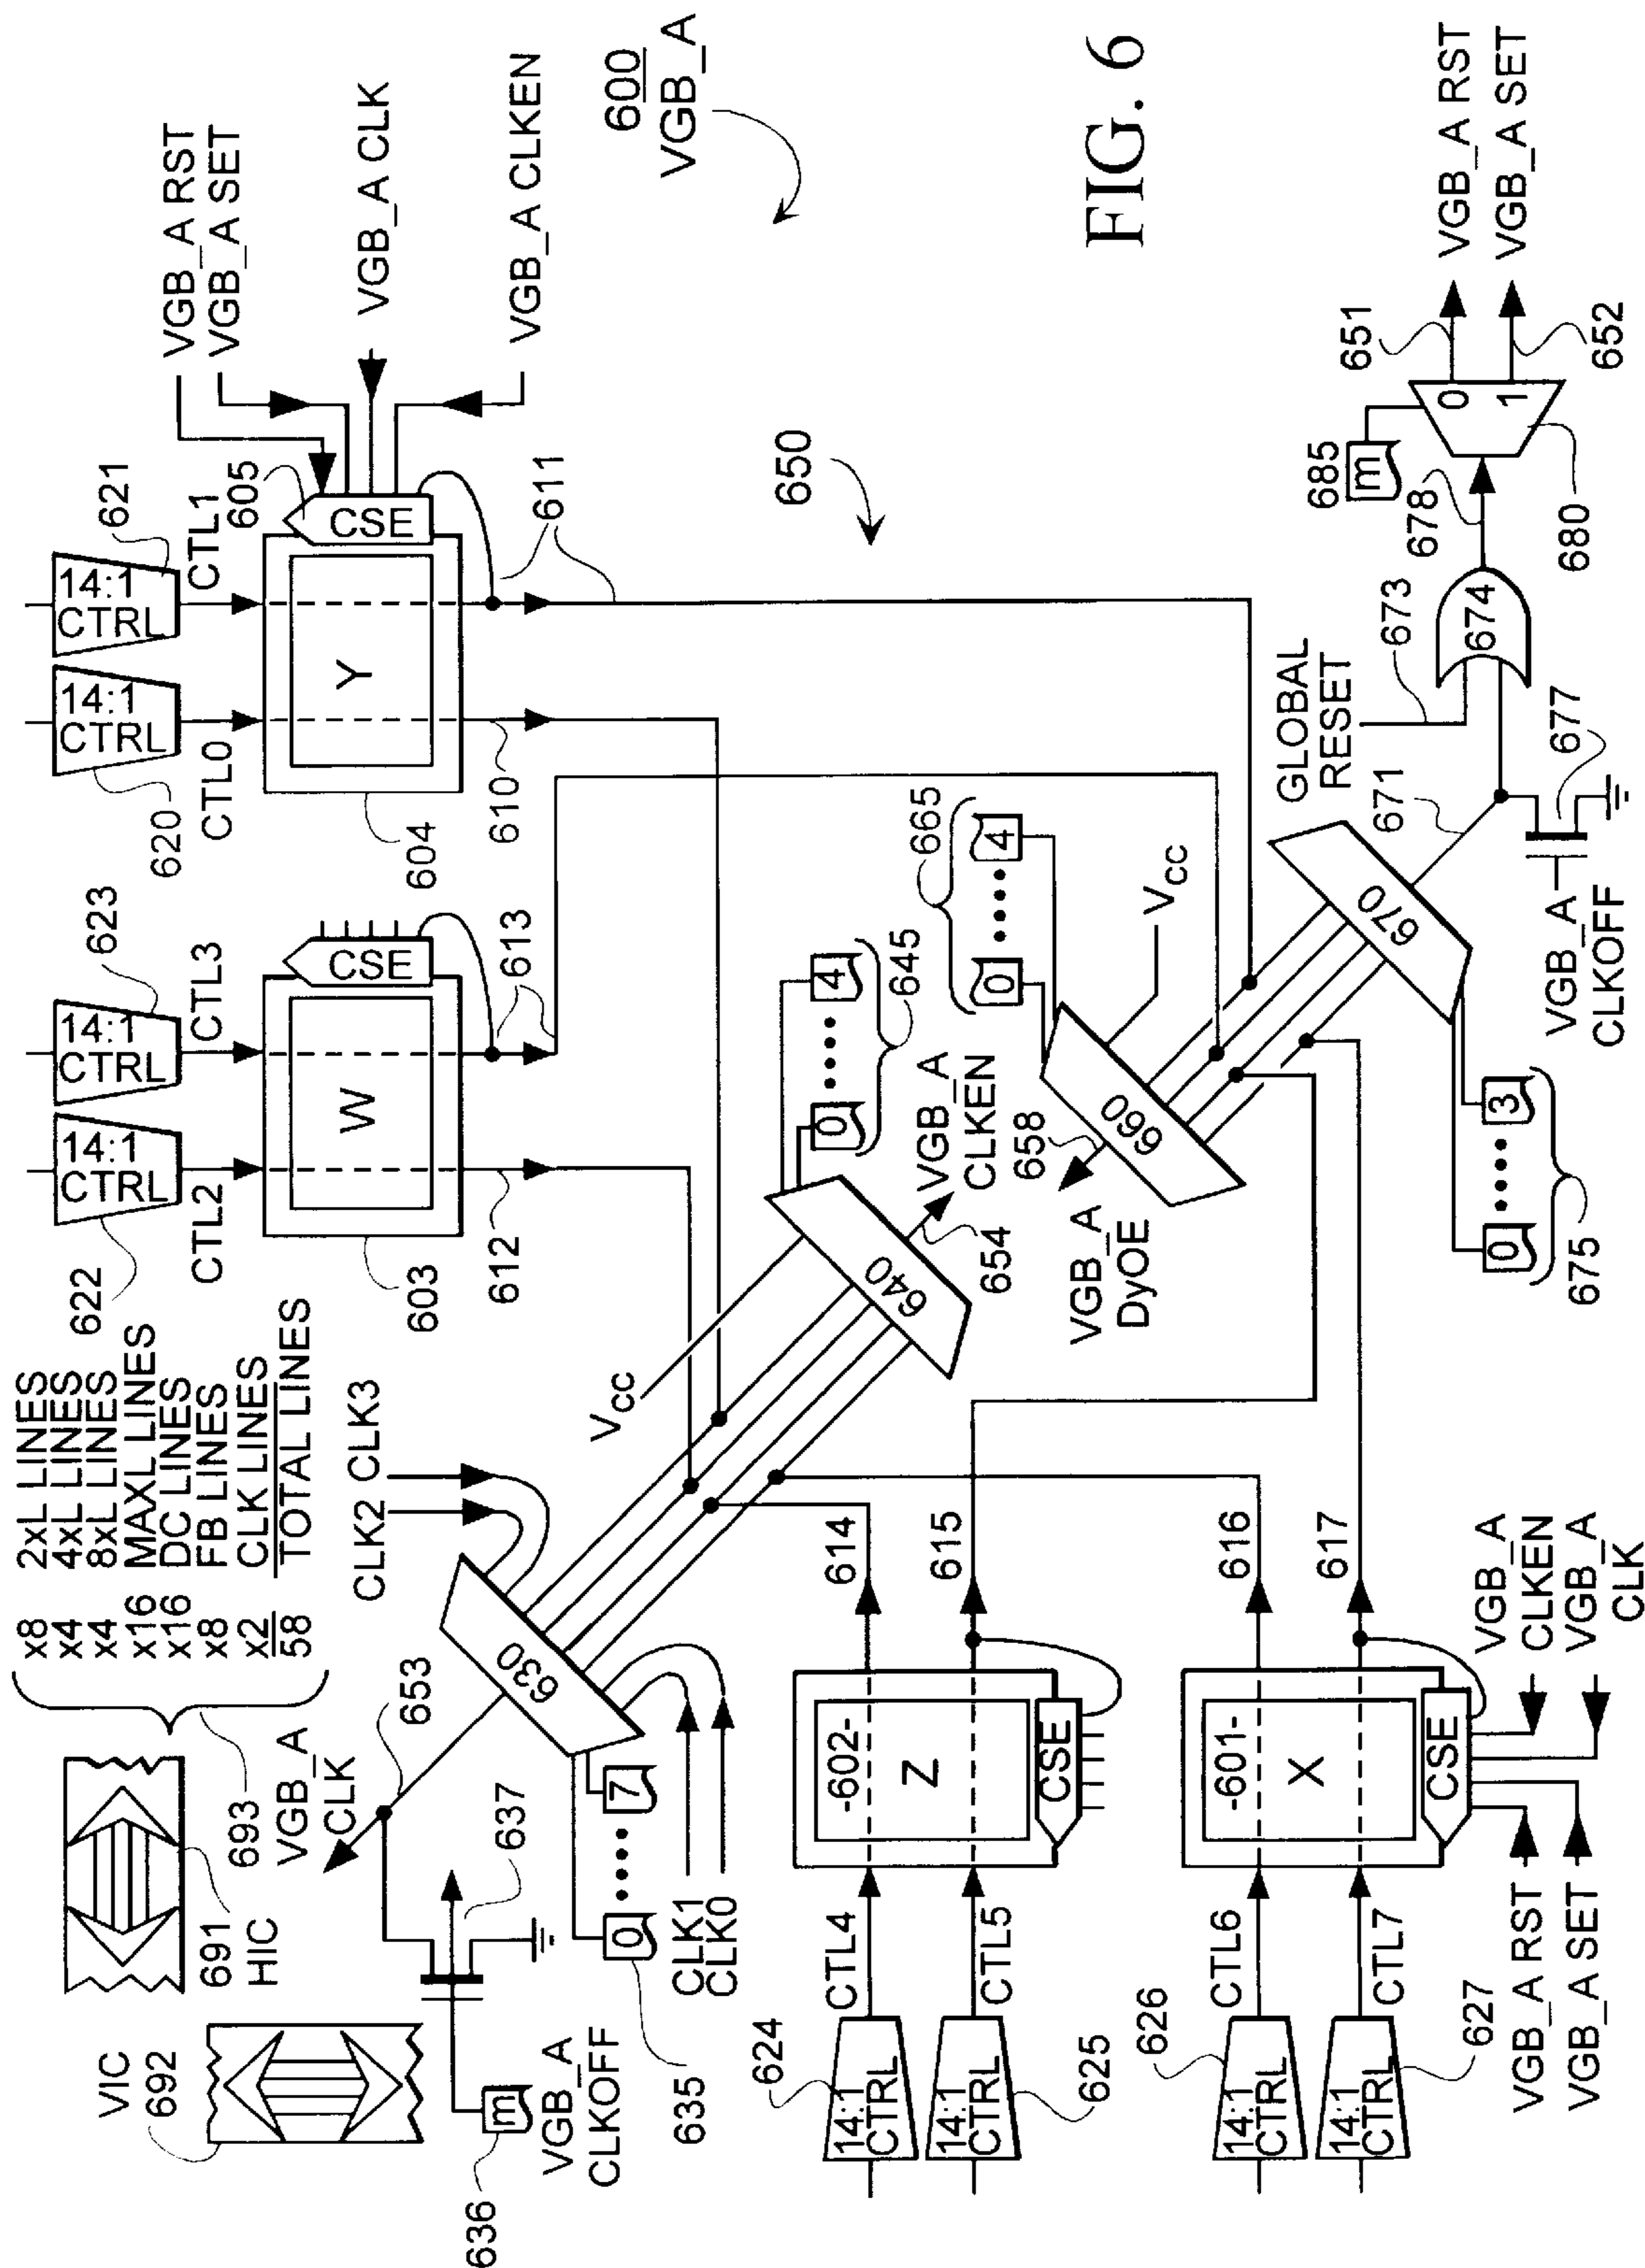 VIC
692
691
HIC
693
x8 2xL LINES
x4 4xL LINES
x4 8xL LINES
x16 MAXL LINES
x16 DC LINES
x8 FB LINES
x2 CLK LINES
58 TOTAL LINES
622
14:1
CTRL
CTL2
623
14:1
CTRL
CTL3
W
CSE
603
612
613
620
14:1
CTRL
CTL0
621
14:1
CTRL
CTL1
605
Y
CSE
604
610
611
VGB_A RST
VGB_A SET
VGB_A CLK
VGB_A CLKEN
600
VGB_A
636
m
VGB_A
CLKOFF
637
VGB_A
CLK
653
635
0
7
CLK1
CLK0
630
CLK2
CLK3
Vcc
640
654
VGB_A
CLKEN
0
4
645
650
624
14:1
CTRL
CTL4
625
14:1
CTRL
CTL5
-602-
Z
CSE
614
615
626
14:1
CTRL
CTL6
627
14:1
CTRL
CTL7
-601-
X
CSE
616
617
VGB_A RST
VGB_A SET
VGB_A
CLKEN
VGB_A
CLK
658
VGB_A
DyOE
660
0
4
665
Vcc
670
0
3
675
671
VGB_A
CLKOFF
677
GLOBAL
RESET
673
674
678
685
m
0
1
680
651
652
VGB_A RST
VGB_A SET
FIG. 6